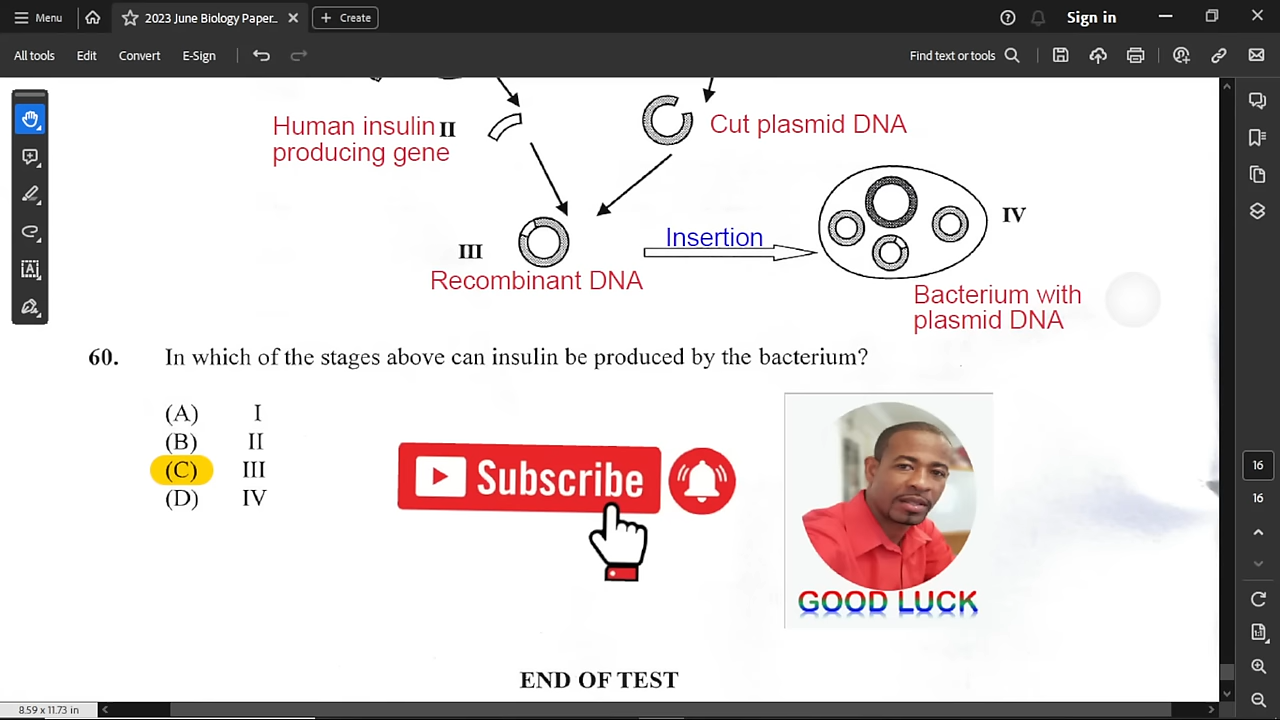 Menu
2023 June Biology Paper...
Create
Sign in
All tools
Edit
Convert
E-Sign
Find text or tools
Human insulin II
producing gene
Cut plasmid DNA
IV
III
Insertion
Recombinant DNA
Bacterium with
plasmid DNA
60. In which of the stages above can insulin be produced by the bacterium?
(A) I
(B) II
(C) III
(D) IV
Subscribe
GOOD LUCK
END OF TEST
16
16
8.59 x 11.73 in